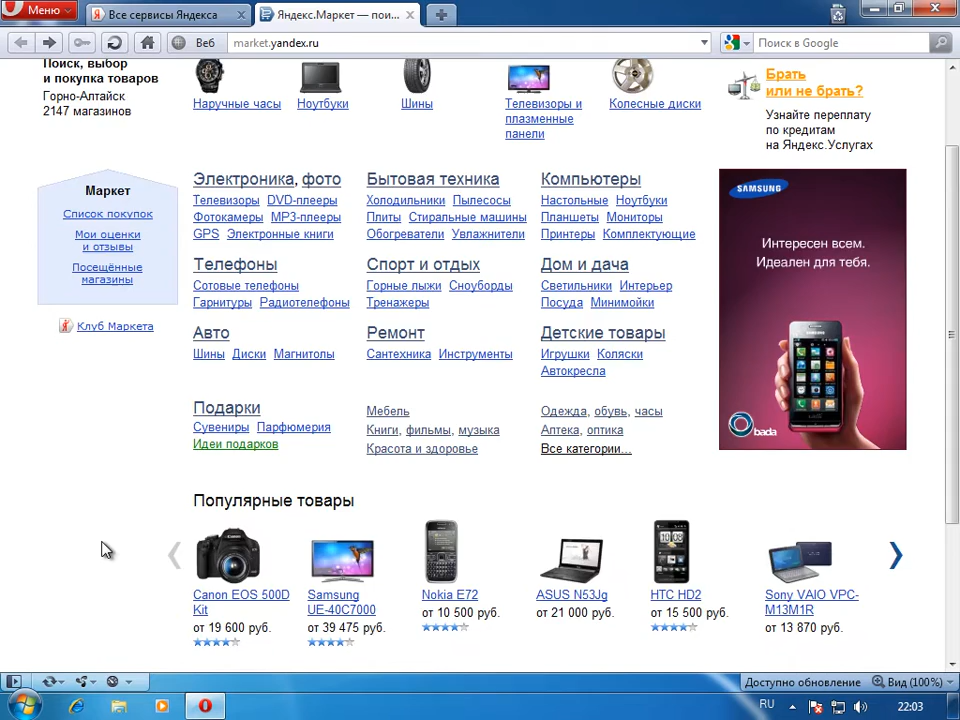 Меню
Все сервисы Яндекса
Яндекс.Маркет — пои...
Веб
market.yandex.ru
Поиск в Google
Поиск, выбор
и покупка товаров
Горно-Алтайск
2147 магазинов
Наручные часы
Ноутбуки
Шины
Телевизоры и
плазменные
панели
Колесные диски
Брать
или не брать?
Узнайте переплату
по кредитам
на Яндекс.Услугах
Маркет
Список покупок
Мои оценки
и отзывы
Посещённые
магазины
Клуб Маркета
Электроника, фото
Телевизоры DVD-плееры
Фотокамеры MP3-плееры
GPS Электронные книги
Бытовая техника
Холодильники Пылесосы
Плиты Стиральные машины
Обогреватели Увлажнители
Компьютеры
Настольные Ноутбуки
Планшеты Мониторы
Принтеры Комплектующие
Телефоны
Сотовые телефоны
Гарнитуры Радиотелефоны
Спорт и отдых
Горные лыжи Сноуборды
Тренажеры
Дом и дача
Светильники Интерьер
Посуда Минимойки
Авто
Шины Диски Магнитолы
Ремонт
Сантехника Инструменты
Детские товары
Игрушки Коляски
Автокресла
Подарки
Сувениры Парфюмерия
Идеи подарков
Мебель
Книги, фильмы, музыка
Красота и здоровье
Одежда, обувь, часы
Аптека, оптика
Все категории...
SAMSUNG
Интересен всем.
Идеален для тебя.
bada
Популярные товары
Canon EOS 500D
Kit
от 19 600 руб.
Samsung
UE-40C7000
от 39 475 руб.
Nokia E72
от 10 500 руб.
ASUS N53Jg
от 21 000 руб.
HTC HD2
от 15 500 руб.
Sony VAIO VPC-
M13M1R
от 13 870 руб.
Доступно обновление
Вид (100%)
RU
22:03